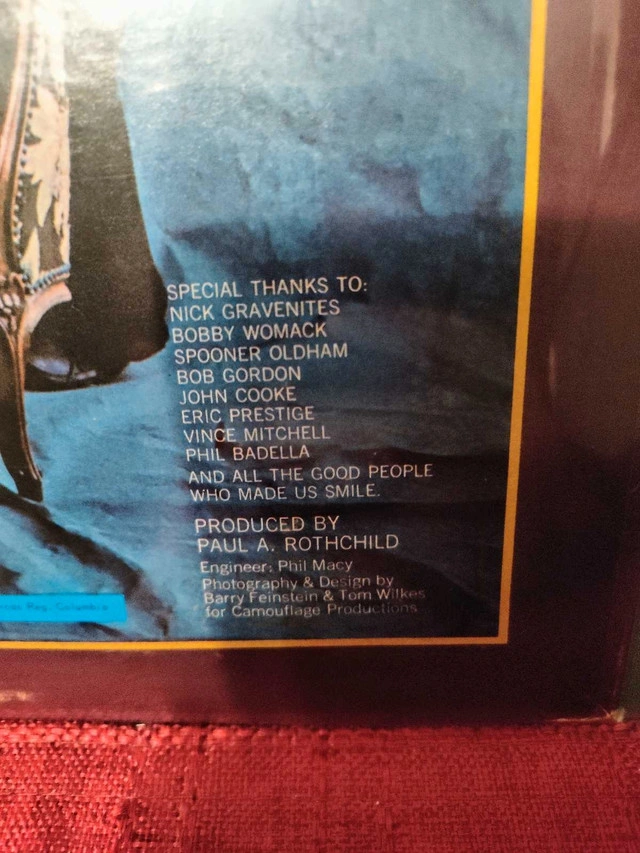 SPECIAL THANKS TO:
NICK GRAVENITES
BOBBY WOMACK
SPOONER OLDHAM
BOB GORDON
JOHN COOKE
ERIC PRESTIGE
VINCE MITCHELL
PHIL BADELLA
AND ALL THE GOOD PEOPLE
WHO MADE US SMILE.
PRODUCED BY
PAUL A. ROTHCHILD
Engineer: Phil Macy
Photography & Design by
Barry Feinstein & Tom Wilkes
for Camouflage Productions
Reg. Columbia